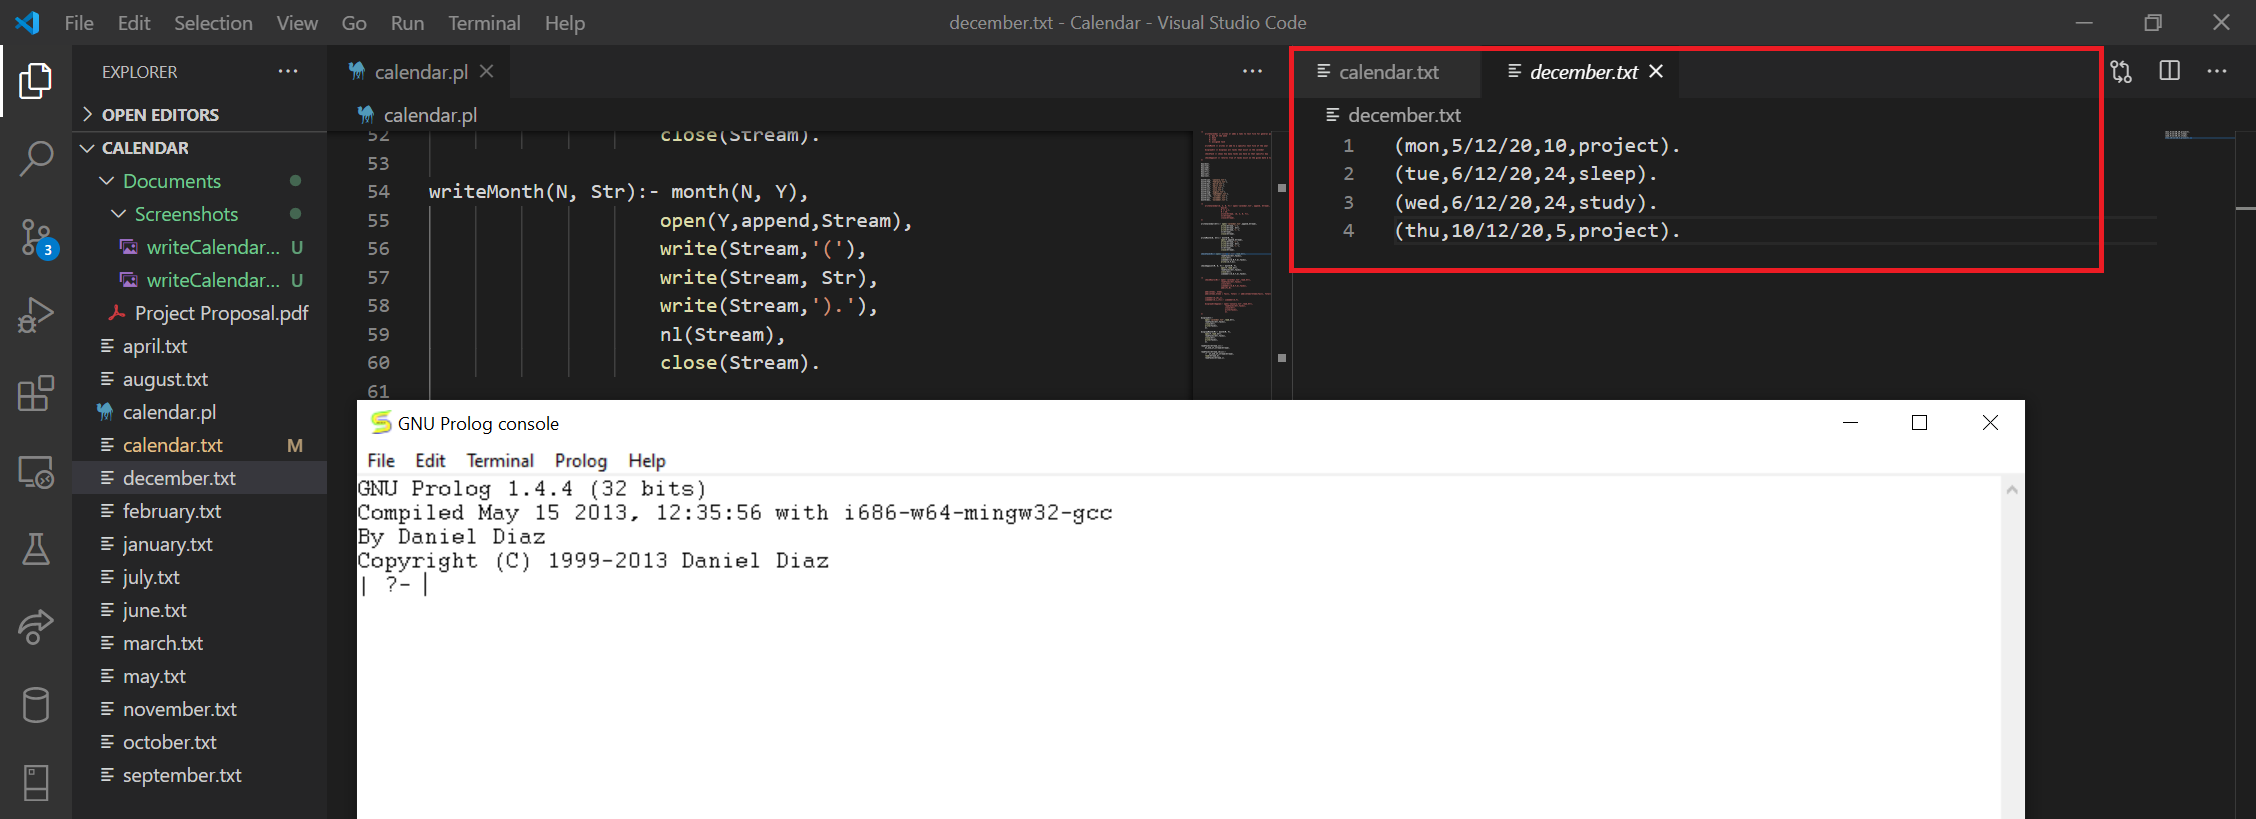 File Edit Selection View Go Run Terminal Help
december.txt - Calendar - Visual Studio Code
EXPLORER
OPEN EDITORS
CALENDAR
Documents
Screenshots
writeCalendar... U
writeCalendar... U
Project Proposal.pdf
april.txt
august.txt
calendar.pl
calendar.txt M
december.txt
february.txt
january.txt
july.txt
june.txt
march.txt
may.txt
november.txt
october.txt
september.txt
3
calendar.pl
calendar.pl
52 close(Stream).
53
54 writeMonth(N, Str):- month(N, Y),
55 open(Y,append,Stream),
56 write(Stream,'('),
57 write(Stream, Str),
58 write(Stream,').'),
59 nl(Stream),
60 close(Stream).
61
calendar.txt december.txt
december.txt
1 (mon,5/12/20,10,project).
2 (tue,6/12/20,24,sleep).
3 (wed,6/12/20,24,study).
4 (thu,10/12/20,5,project).
GNU Prolog console
File Edit Terminal Prolog Help
GNU Prolog 1.4.4 (32 bits)
Compiled May 15 2013, 12:35:56 with i686-w64-mingw32-gcc
By Daniel Diaz
Copyright (C) 1999-2013 Daniel Diaz
| ?-